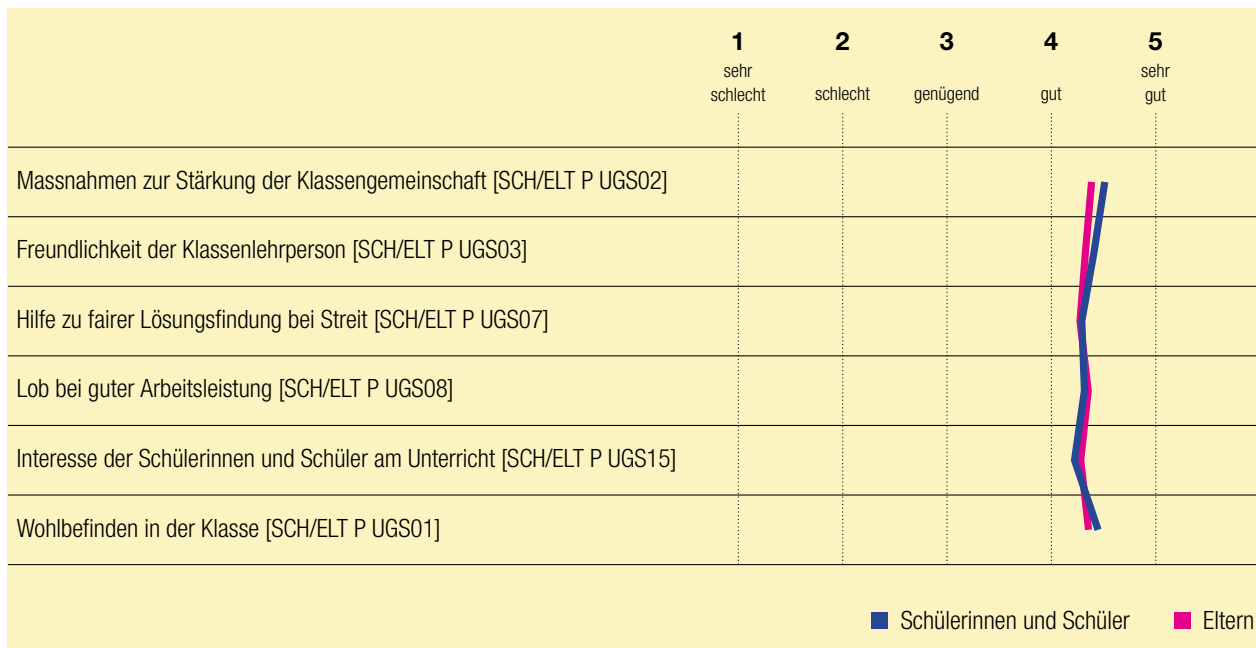 1 2 3 4 5
sehr schlecht schlecht genügend gut sehr gut
Massnahmen zur Stärkung der Klassengemeinschaft [SCH/ELT P UGS02]
Freundlichkeit der Klassenlehrperson [SCH/ELT P UGS03]
Hilfe zu fairer Lösungsfindung bei Streit [SCH/ELT P UGS07]
Lob bei guter Arbeitsleistung [SCH/ELT P UGS08]
Interesse der Schülerinnen und Schüler am Unterricht [SCH/ELT P UGS15]
Wohlbefinden in der Klasse [SCH/ELT P UGS01]
Schülerinnen und Schüler Eltern